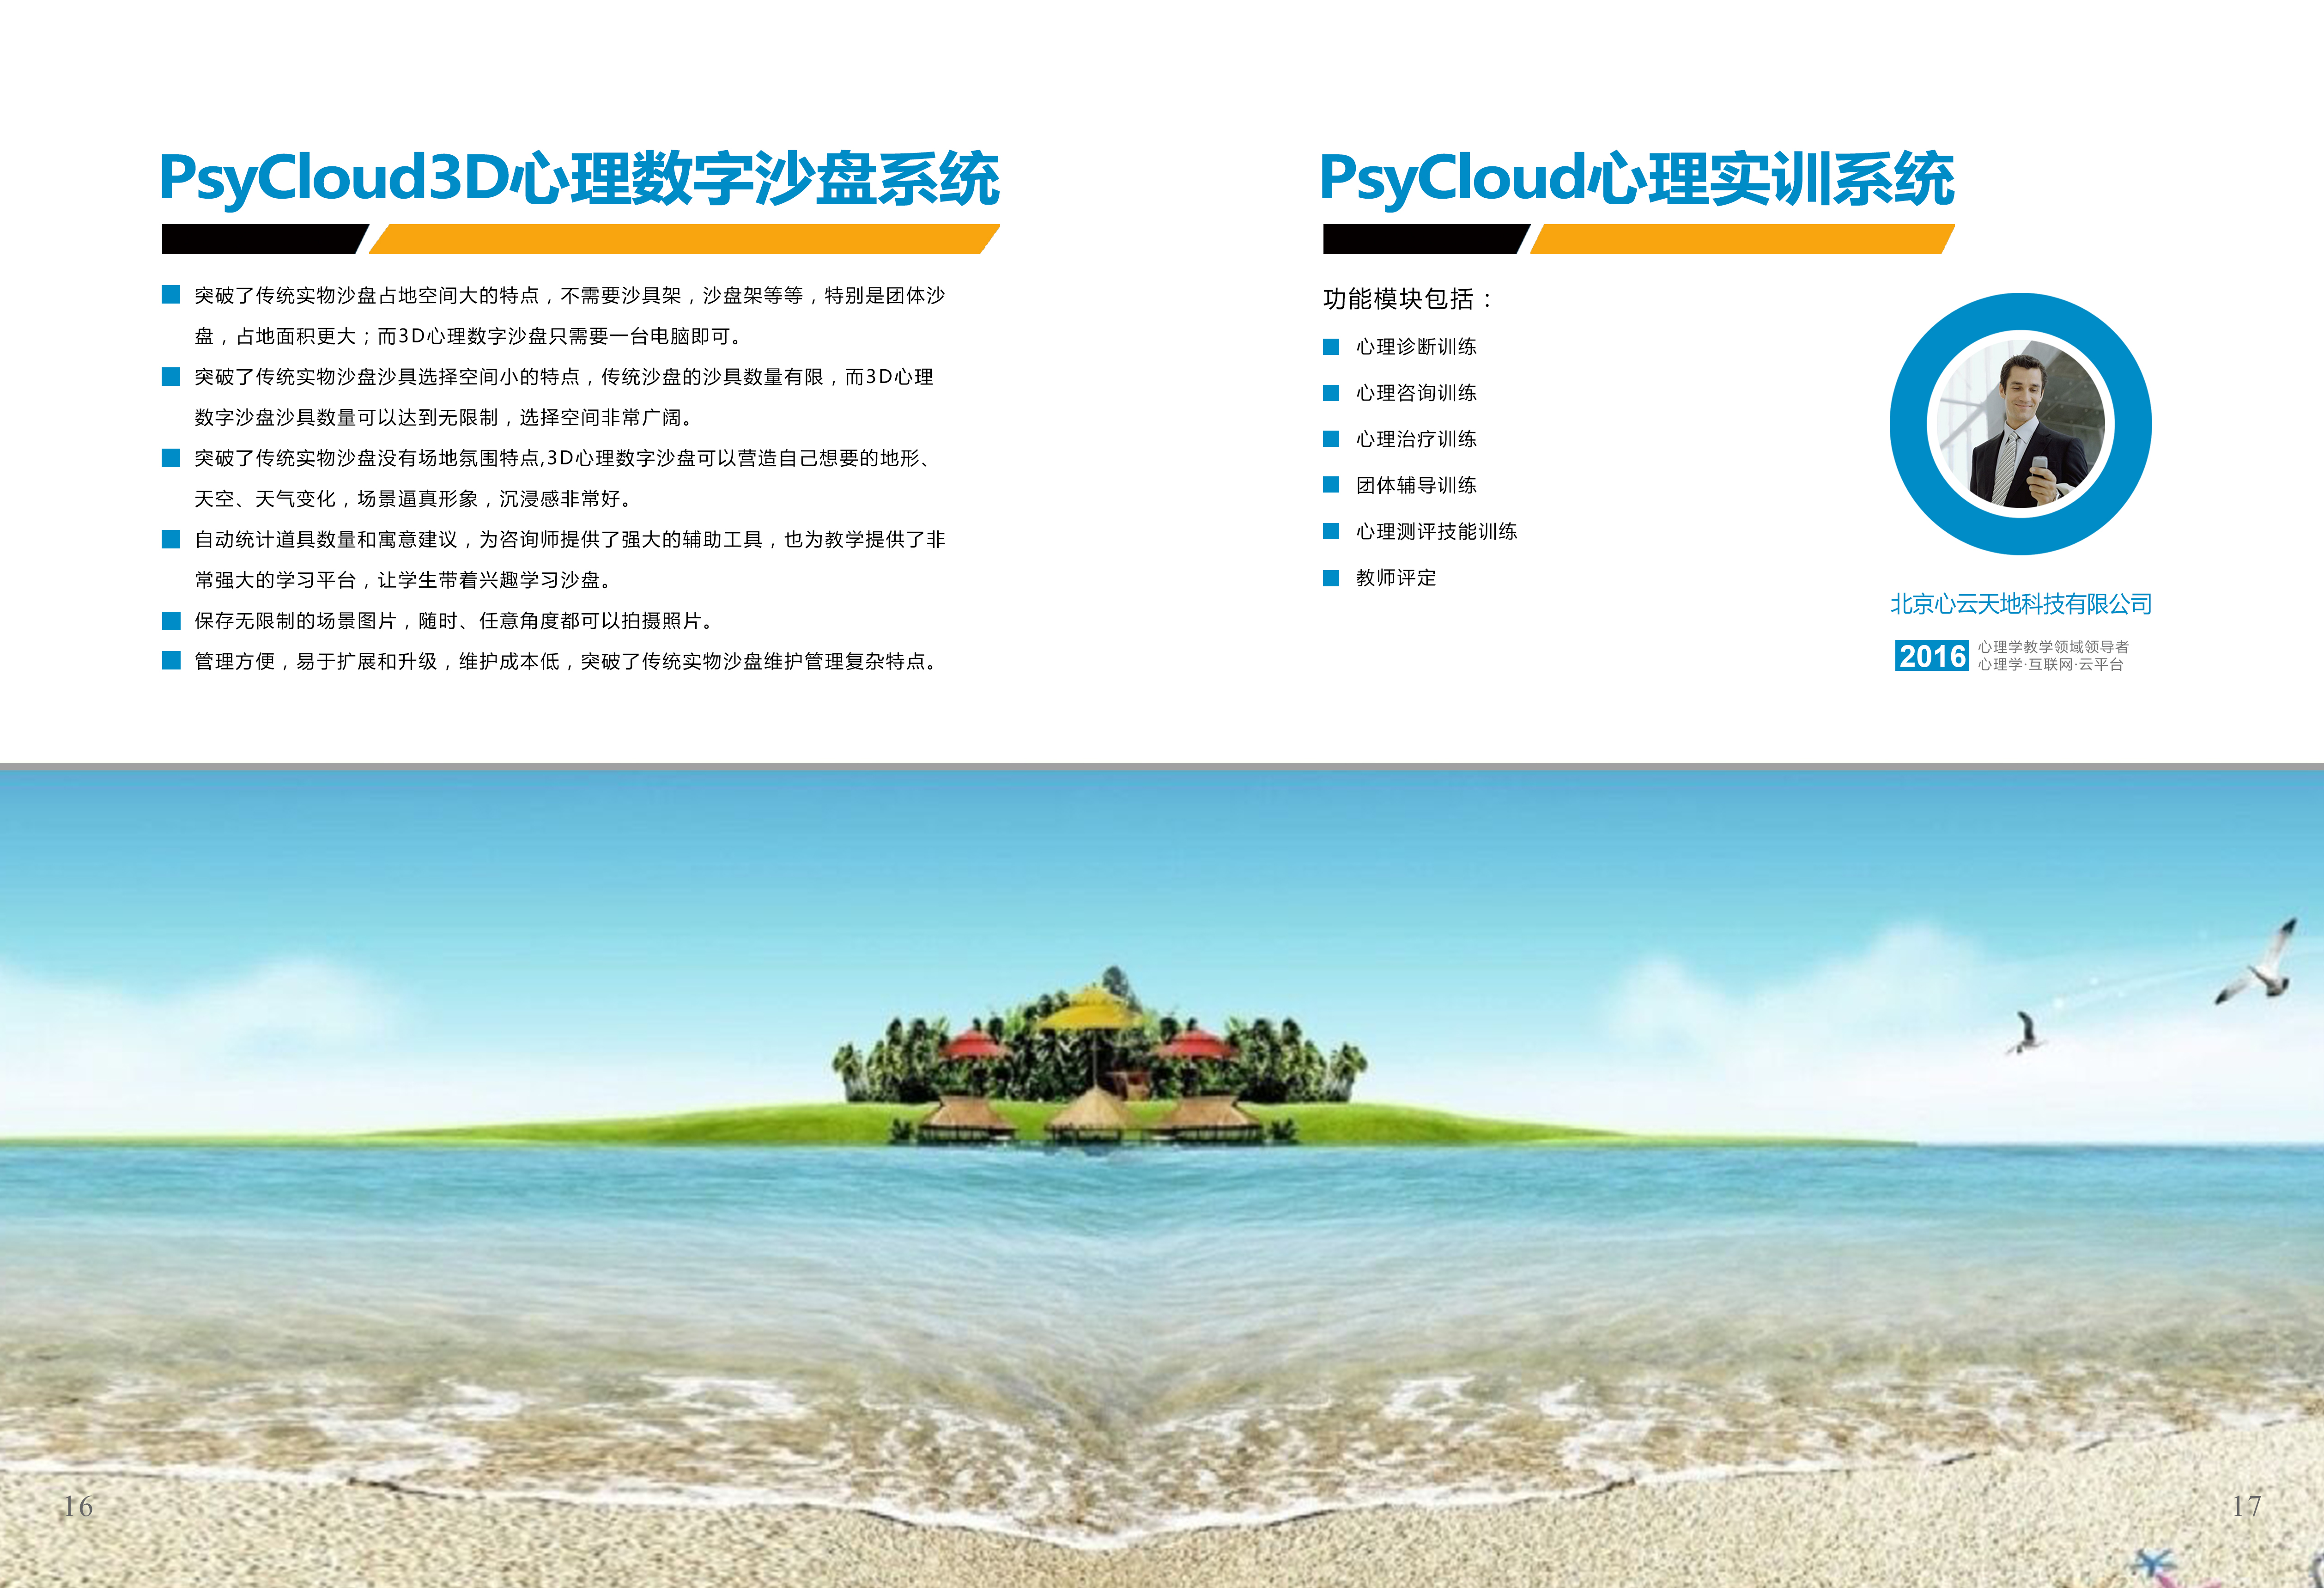 PsyCloud3D心理数字沙盘系统
突破了传统实物沙盘占地空间大的特点，不需要沙具架，沙盘架等等，特别是团体沙
盘，占地面积更大；而3D心理数字沙盘只需要一台电脑即可。
突破了传统实物沙盘沙具选择空间小的特点，传统沙盘的沙具数量有限，而3D心理
数字沙盘沙具数量可以达到无限制，选择空间非常广阔。
突破了传统实物沙盘没有场地氛围特点,3D心理数字沙盘可以营造自己想要的地形、
天空、天气变化，场景逼真形象，沉浸感非常好。
自动统计道具数量和寓意建议，为咨询师提供了强大的辅助工具，也为教学提供了非
常强大的学习平台，让学生带着兴趣学习沙盘。
保存无限制的场景图片，随时、任意角度都可以拍摄照片。
管理方便，易于扩展和升级，维护成本低，突破了传统实物沙盘维护管理复杂特点。
16
PsyCloud心理实训系统
功能模块包括：
心理诊断训练
心理咨询训练
心理治疗训练
团体辅导训练
心理测评技能训练
教师评定
北京心云天地科技有限公司
2016
心理学教学领域领导者
心理学·互联网·云平台
17